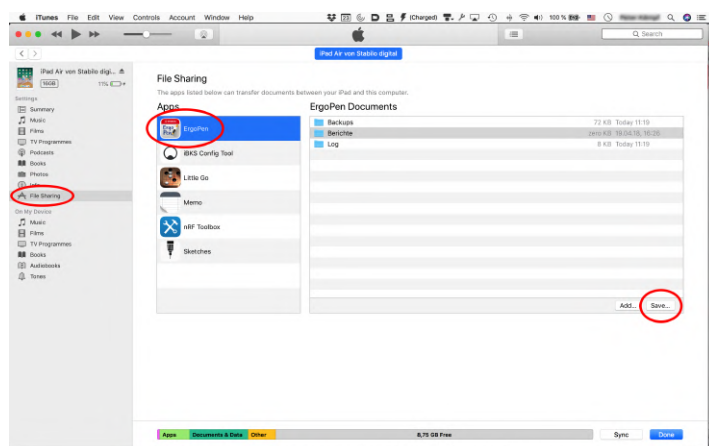 iTunes File Edit View Controls Account Window Help (Charged) 100 %
Search
iPad Air von Stabilo digital
iPad Air von Stabilo digi...
16GB 11%
Settings
Summary
Music
Films
TV Programmes
Podcasts
Books
Photos
Info
File Sharing
On My Device
Music
Films
TV Programmes
Books
Audiobooks
Tones
File Sharing
The apps listed below can transfer documents between your iPad and this computer.
Apps
ErgoPen
iBKS Config Tool
Little Go
Memo
nRF Toolbox
Sketches
ErgoPen Documents
Backups 72 KB Today 11:19
Berichte zero KB 19.04.18, 16:26
Log 8 KB Today 11:19
Add... Save...
Apps Documents & Data Other 8,75 GB Free Sync Done